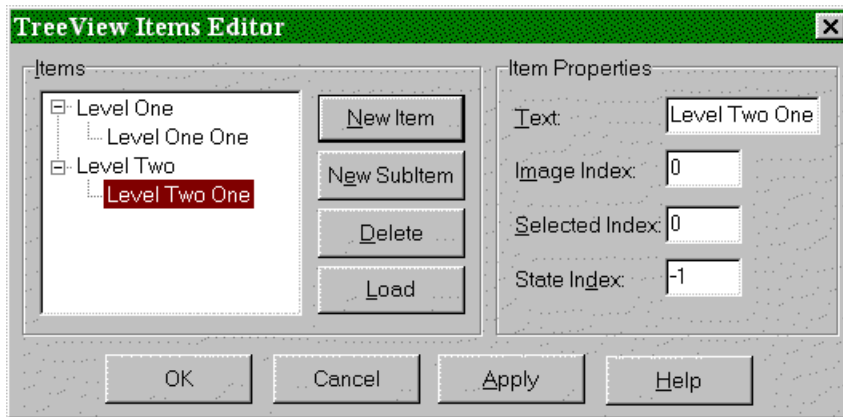 TreeView Items Editor
Items
Level One
Level One One
Level Two
Level Two One
New Item
New SubItem
Delete
Load
Item Properties
Text: Level Two One
Image Index: 0
Selected Index: 0
State Index: -1
OK Cancel Apply Help